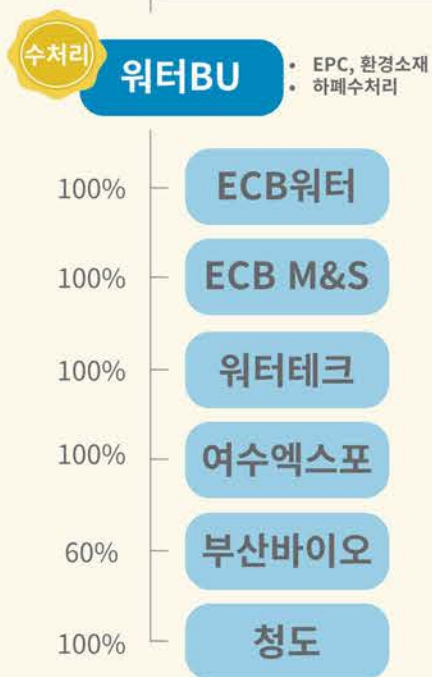 수처리
워터BU
• EPC, 환경소재
• 하폐수처리
100%
ECB워터
100%
ECB M&S
100%
워터테크
100%
여수엑스포
60%
부산바이오
100%
청도